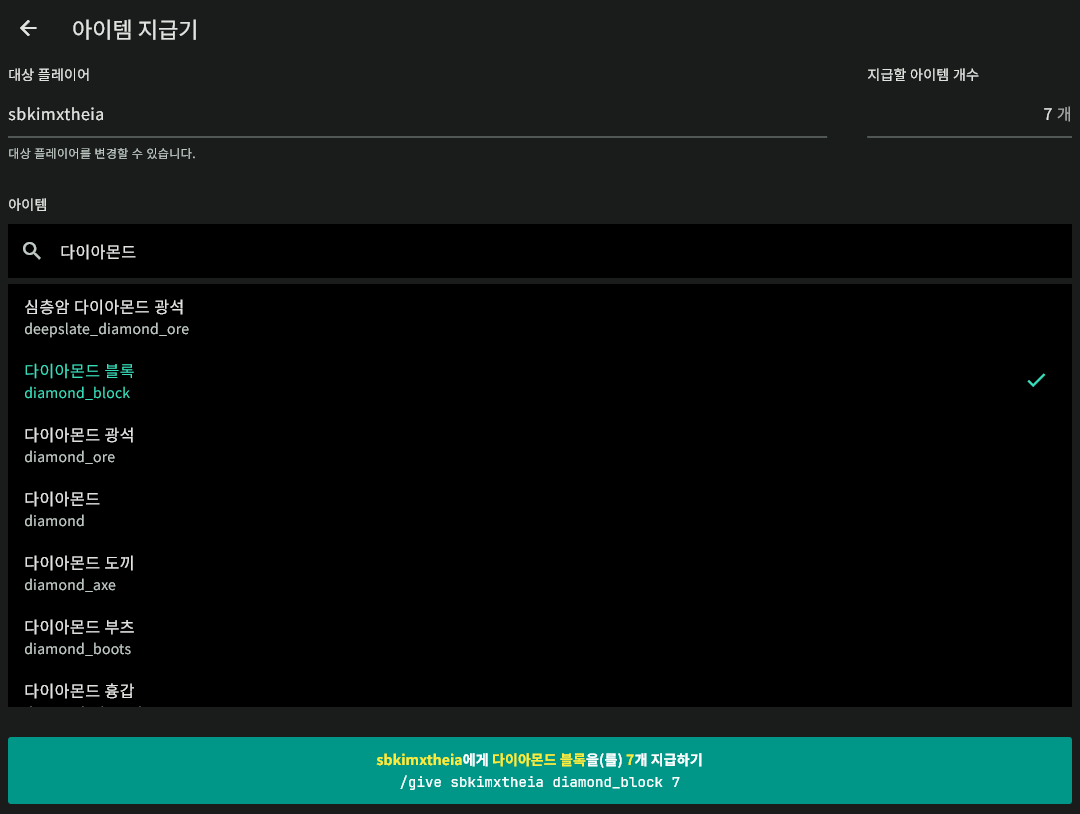 아이템 지급기
대상 플레이어
지급할 아이템 개수
sbkimxtheia
7 개
대상 플레이어를 변경할 수 있습니다.
아이템
다이아몬드
심층암 다이아몬드 광석
deepslate_diamond_ore
다이아몬드 블록
diamond_block
다이아몬드 광석
diamond_ore
다이아몬드
diamond
다이아몬드 도끼
diamond_axe
다이아몬드 부츠
diamond_boots
다이아몬드 흉갑
sbkimxtheia에게 다이아몬드 블록을(를) 7개 지급하기
/give sbkimxtheia diamond_block 7